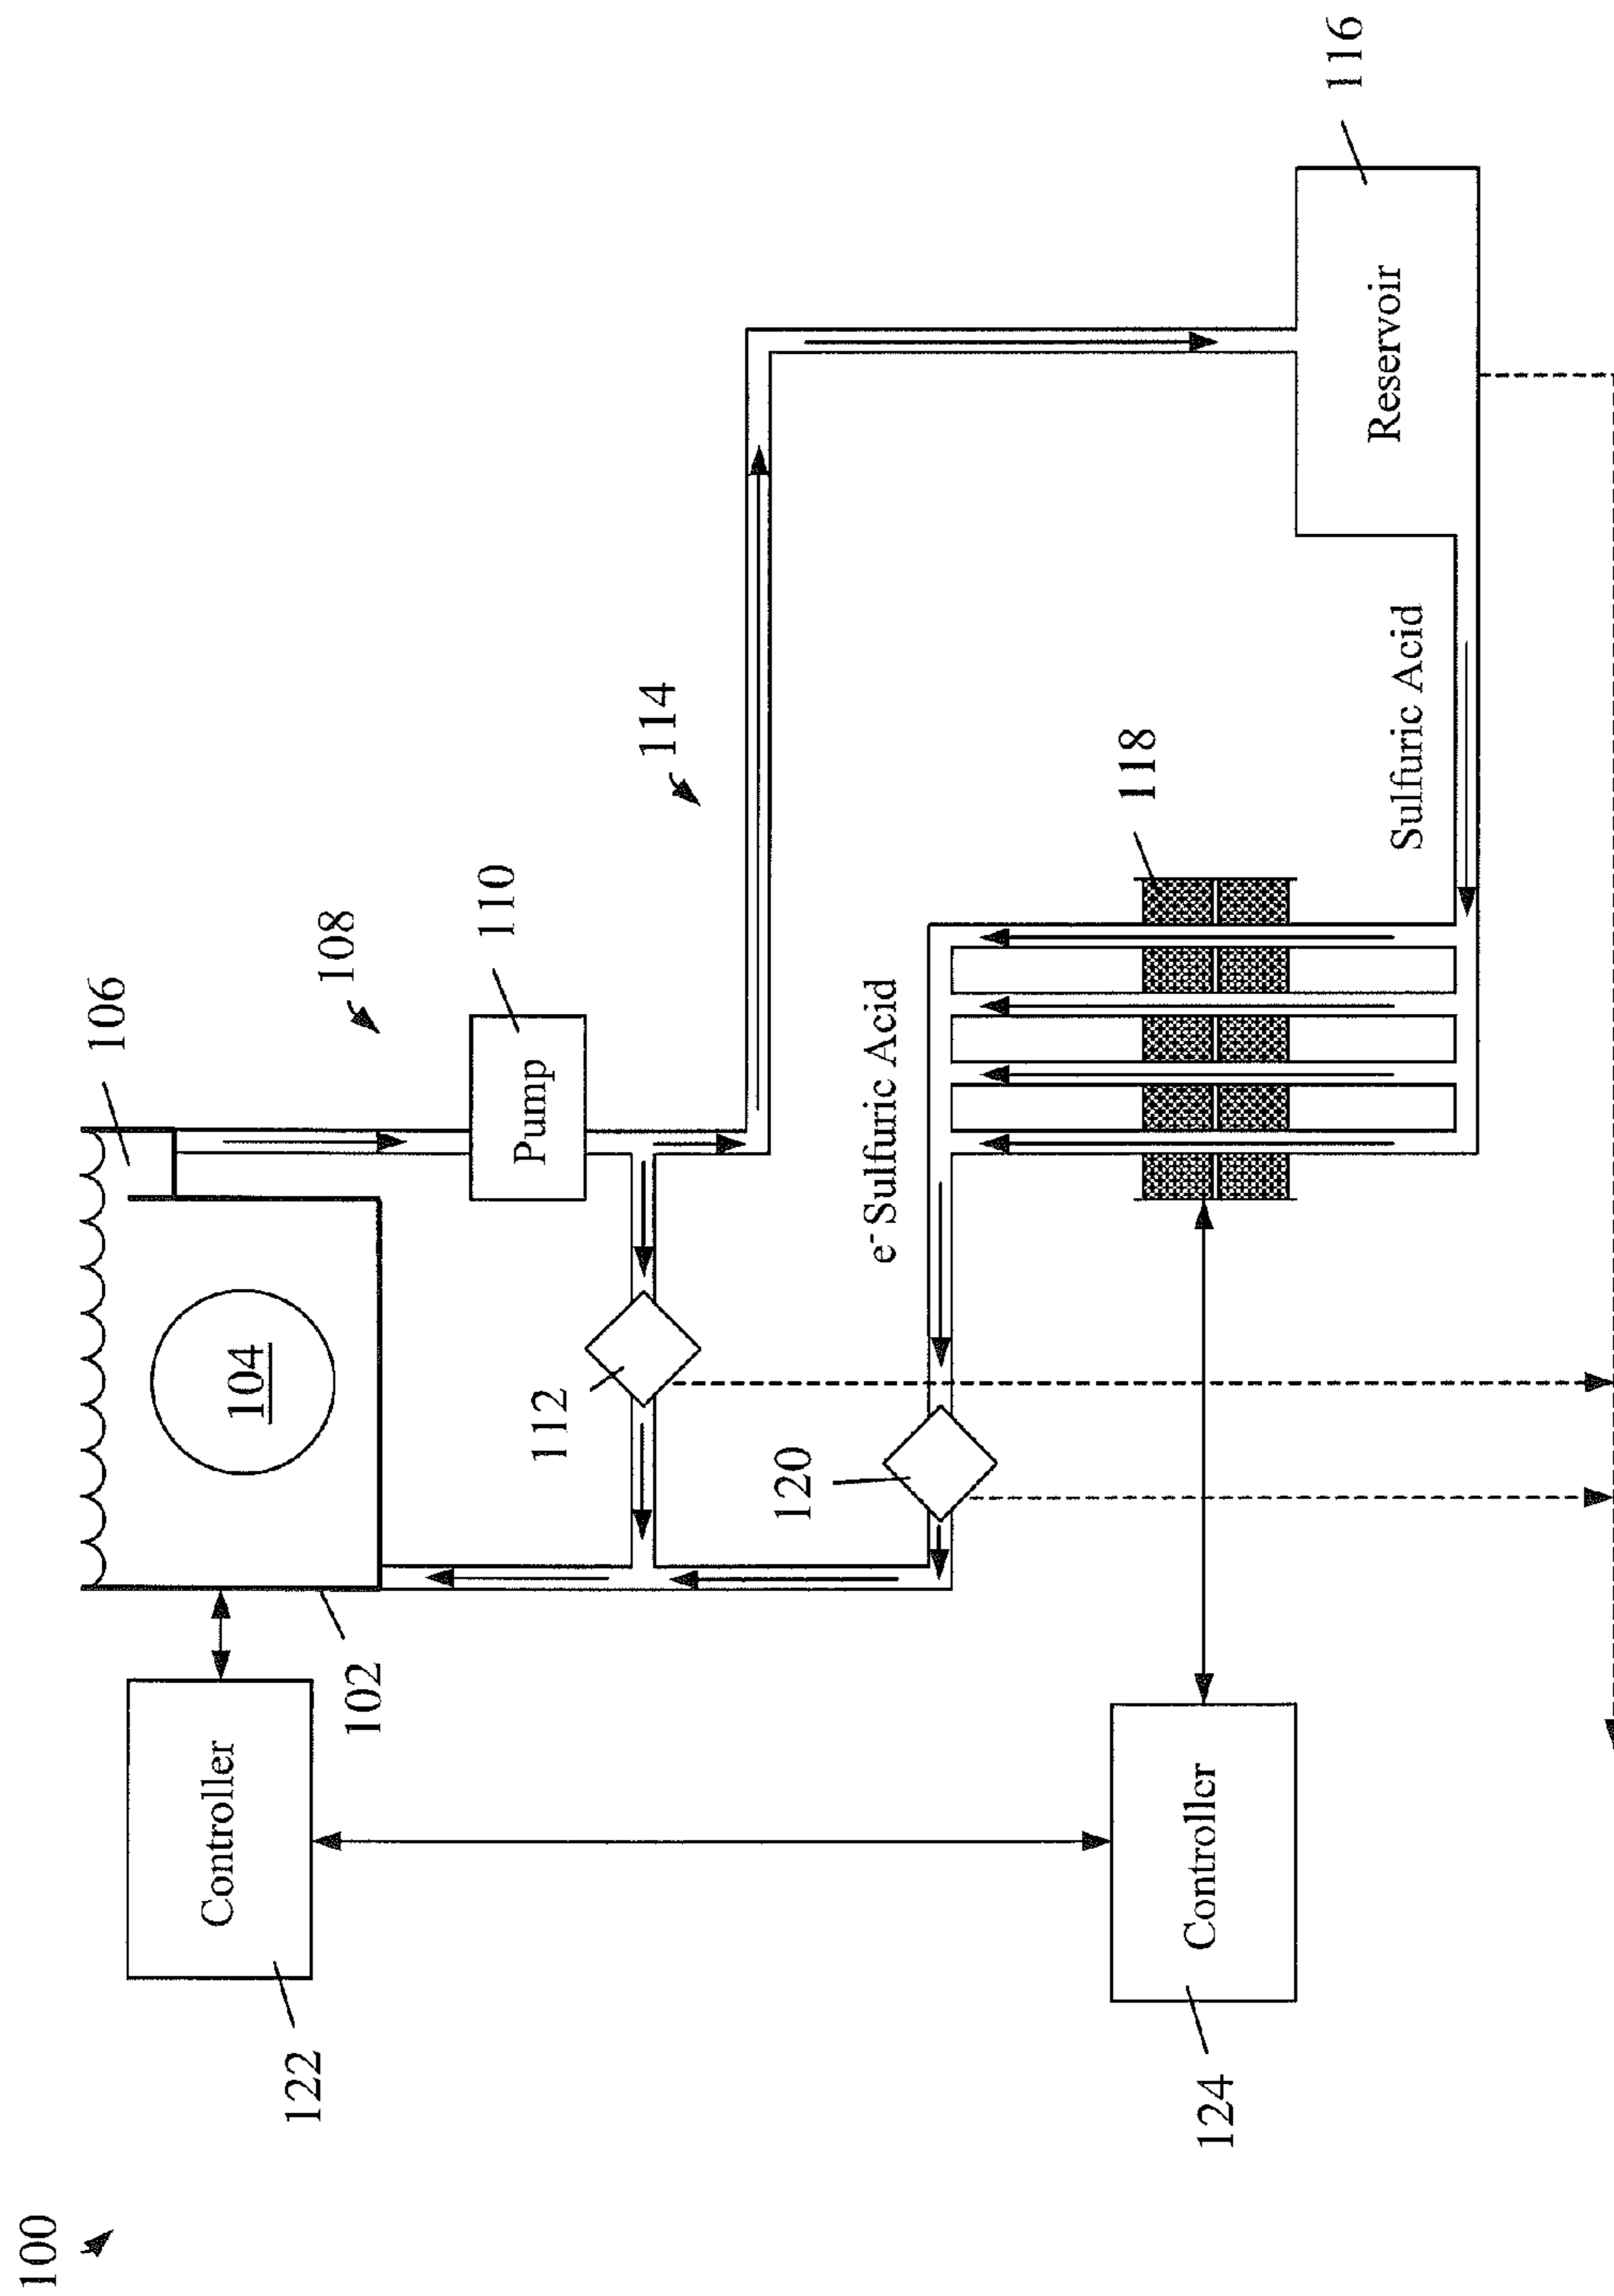 100
122
Controller
102
104
106
108
110
Pump
112
114
120
e⁻ Sulfuric Acid
118
Sulfuric Acid
Reservoir
116
Controller
124